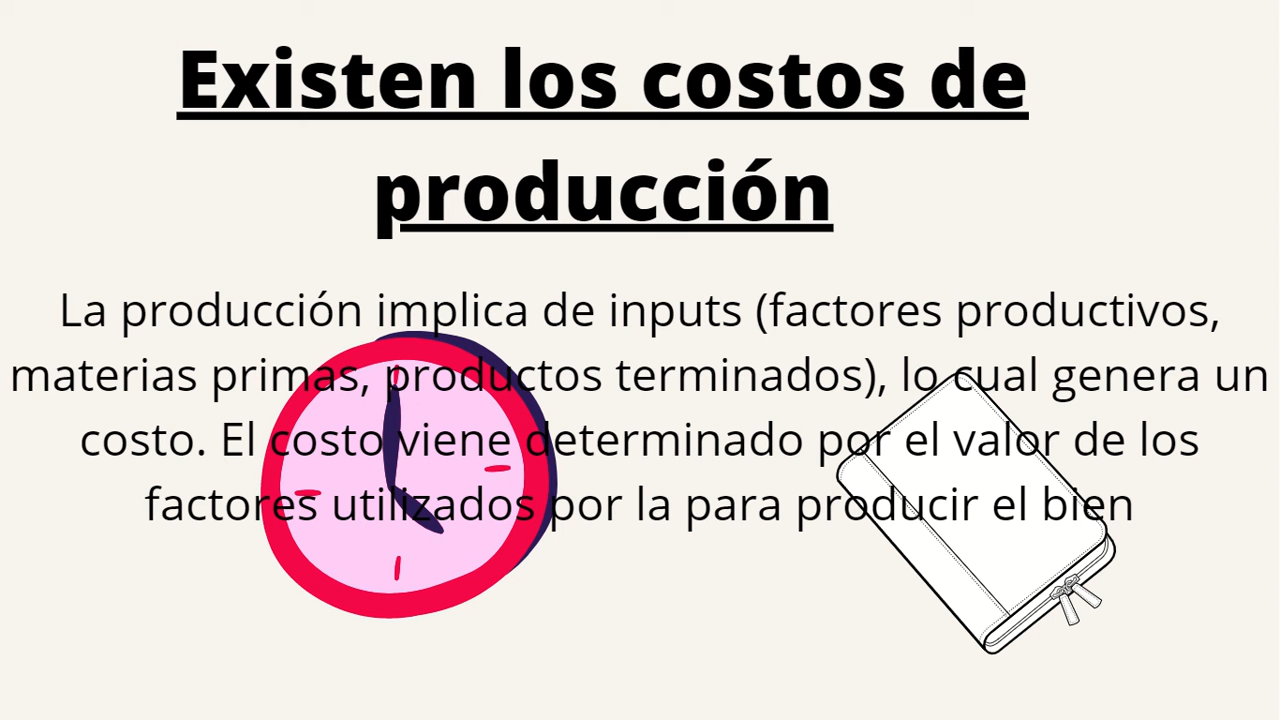 Existen los costos de
producción
La producción implica de inputs (factores productivos,
materias primas, productos terminados), lo cual genera un
costo. El costo viene determinado por el valor de los
factores utilizados por la para producir el bien